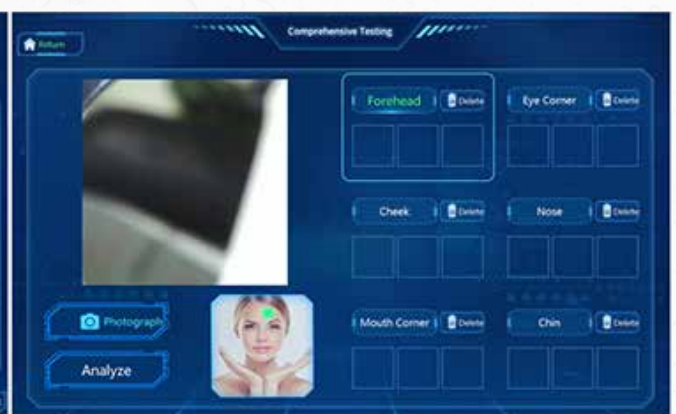 Comprehensive Testing
Return
Forehead Delete Eye Corner Delete
Cheek Delete Nose Delete
Photograph
Mouth Corner Delete Chin Delete
Analyze